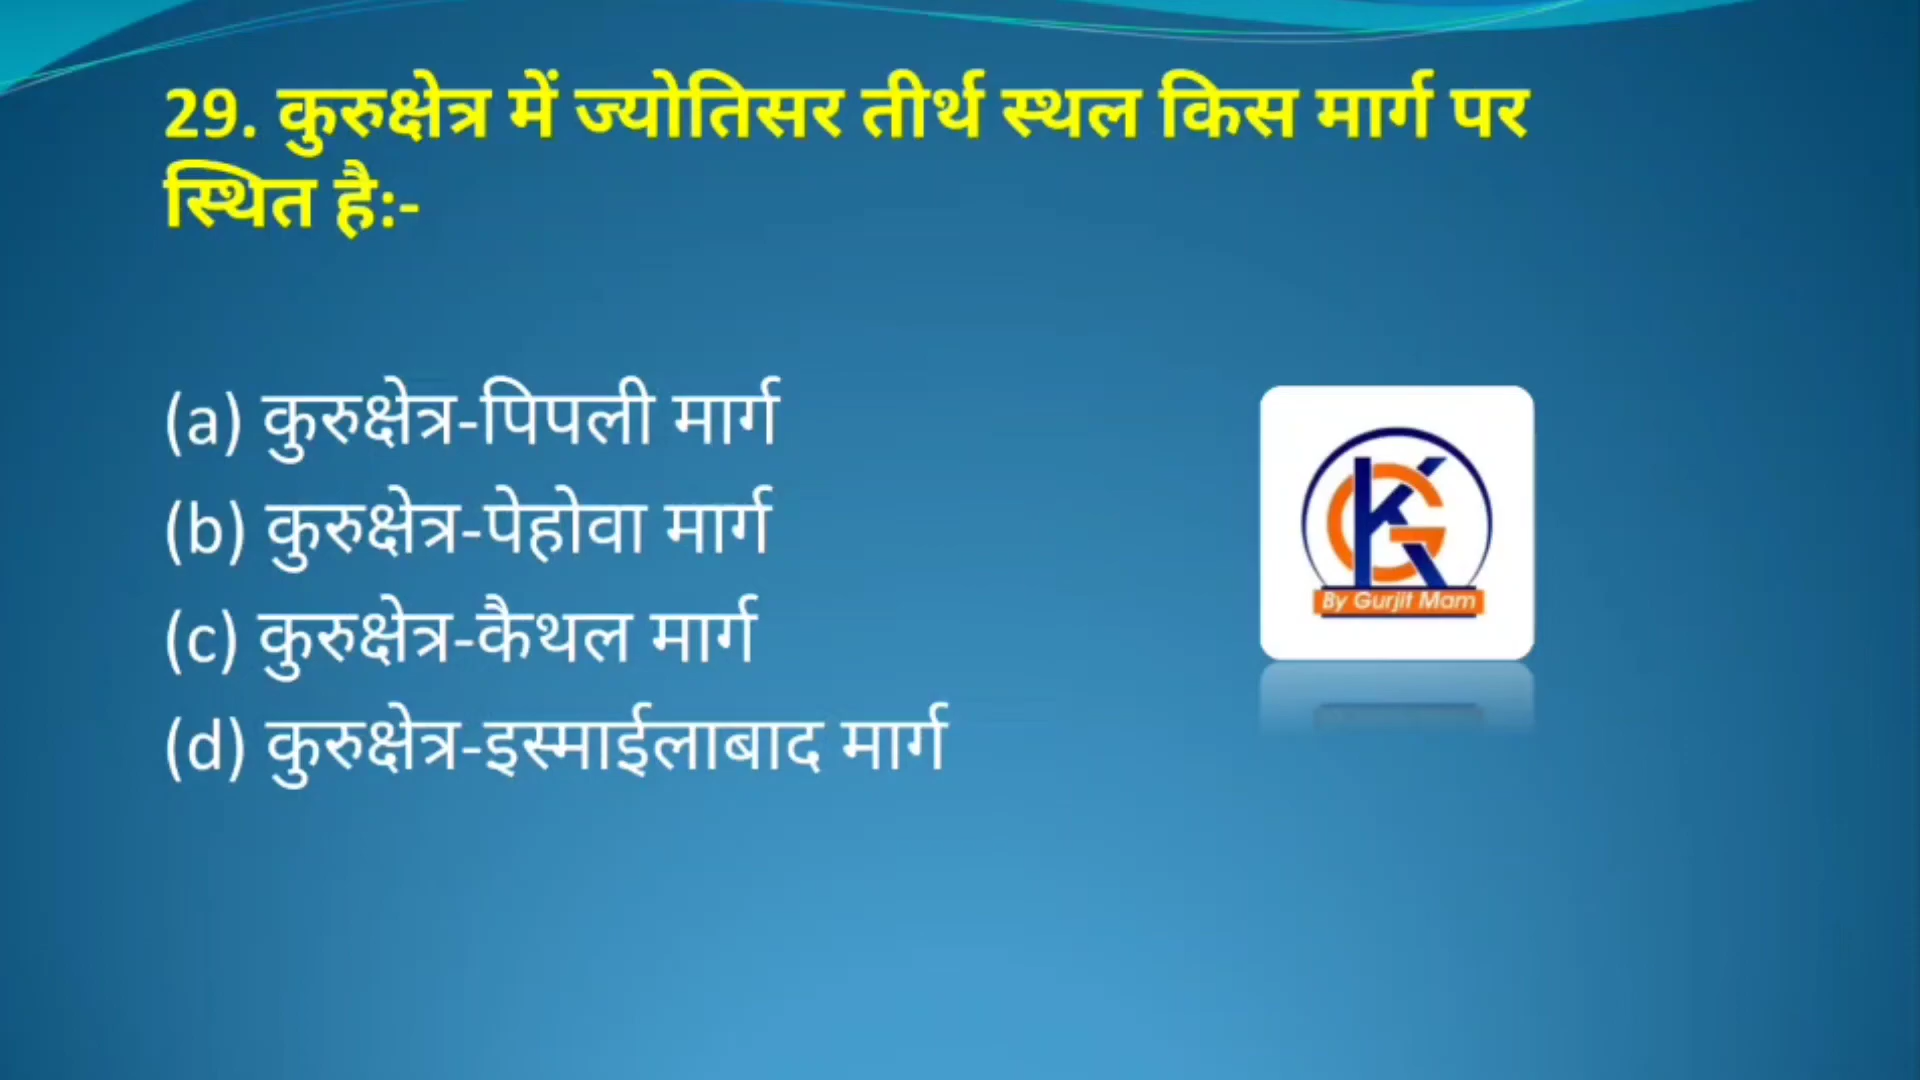 29. कुरुक्षेत्र में ज्योतिसर तीर्थ स्थल किस मार्ग पर
स्थित है:-
(a) कुरुक्षेत्र-पिपली मार्ग
(b) कुरुक्षेत्र-पेहोवा मार्ग
(c) कुरुक्षेत्र-कैथल मार्ग
(d) कुरुक्षेत्र-इस्माईलाबाद मार्ग
GK
By Gurjit Mam